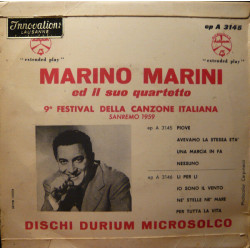 Innovation
LAUSANNE
ep A 3145
"extended play"
"extended play"
MARINO MARINI
ed il suo quartetto
9° FESTIVAL DELLA CANZONE ITALIANA
SANREMO 1959
ep A 3145 PIOVE
AVEVAMO LA STESSA ETA'
UNA MARCIA IN FA
NESSUNO
ep A 3146 LI PER LI
IO SONO IL VENTO
NE' STELLE NE' MARE
PER TUTTA LA VITA
DISCHI DURIUM MICROSOLCO